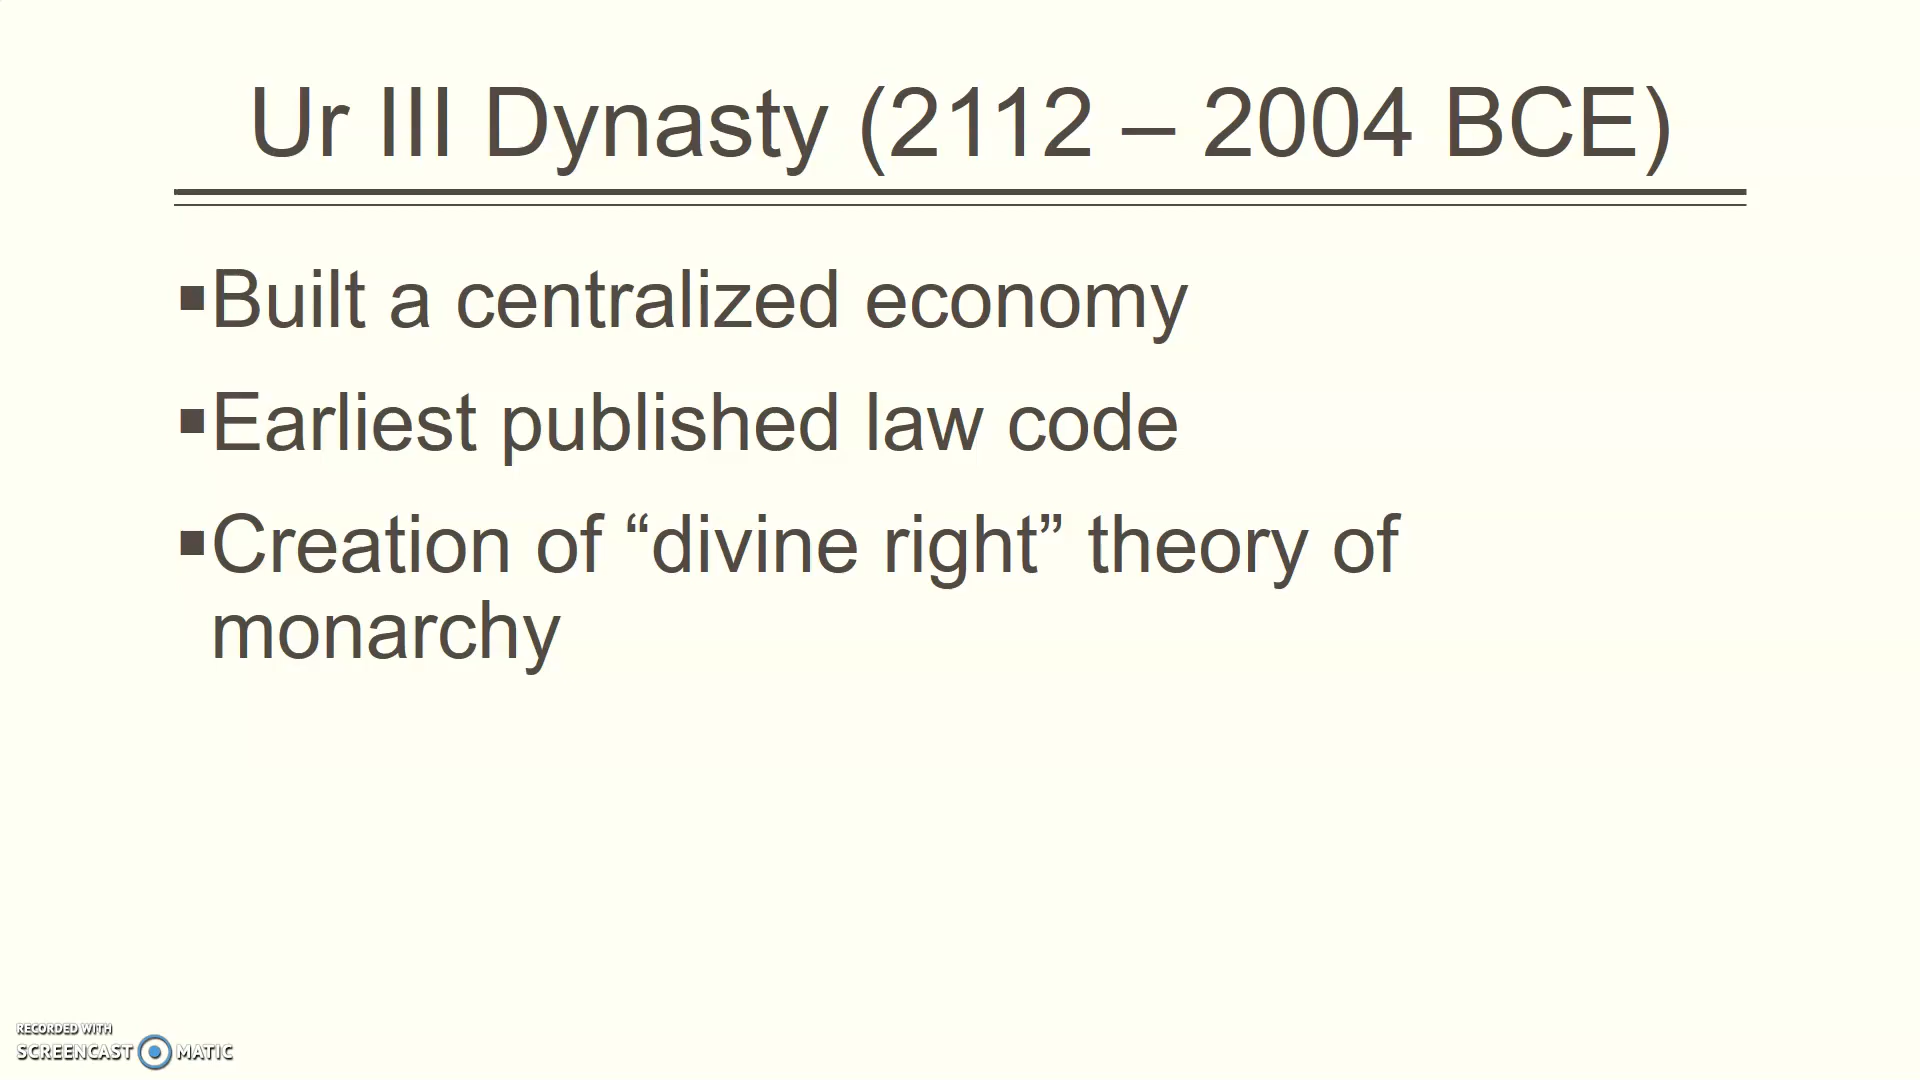 Ur III Dynasty (2112 – 2004 BCE)
▪Built a centralized economy
▪Earliest published law code
▪Creation of “divine right” theory of
monarchy
RECORDED WITH
SCREENCAST MATIC